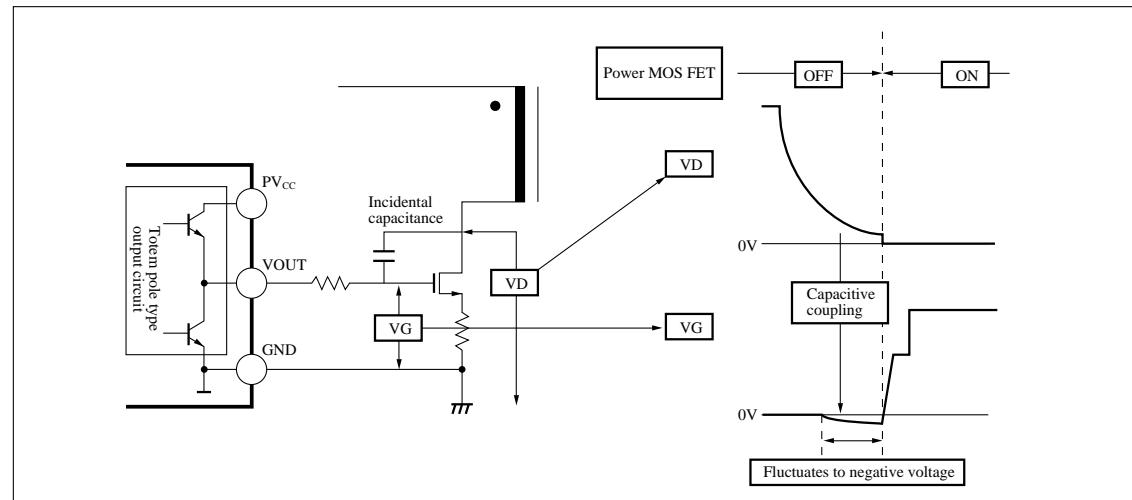 Power MOS FET
OFF
ON
PVCC
VD
Incidental
capacitance
Totem pole type
output circuit
VOUT
0V
VD
Capacitive
coupling
VG
VG
GND
0V
Fluctuates to negative voltage